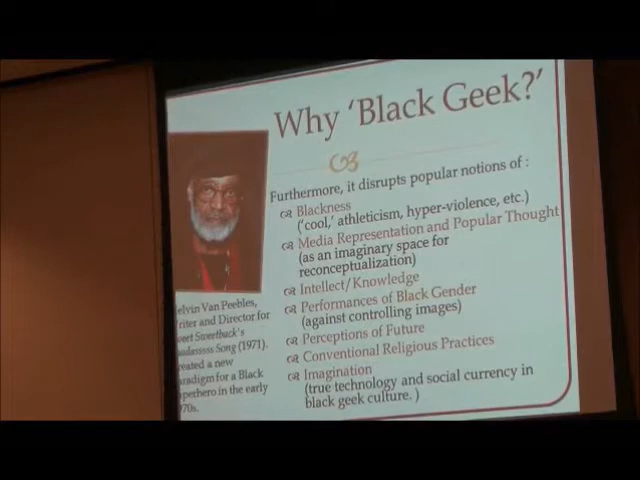 Why 'Black Geek?'
Furthermore, it disrupts popular notions of :
Blackness
('cool,' athleticism, hyper-violence, etc.)
Media Representation and Popular Thought
(as an imaginary space for
reconceptualization)
Intellect/Knowledge
Performances of Black Gender
(against controlling images)
Perceptions of Future
Conventional Religious Practices
Imagination
(true technology and social currency in
black geek culture. )
elvin Van Peebles,
riter and Director for
eet Sweetback's
aadasssss Song (1971).
eated a new
aradigm for a Black
perhero in the early
70s.